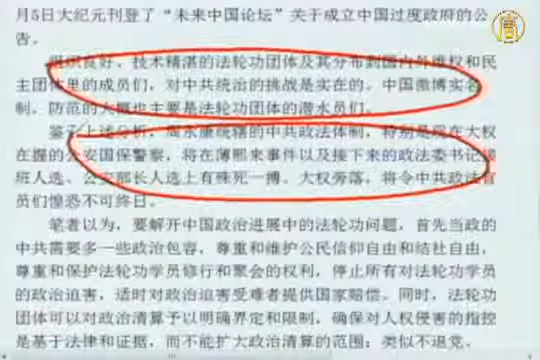 唐
月5日大纪元刊登了“未来中国论坛”关于成立中国过度政府的公
告。
组织良好、技术精湛的法轮功团体及其分布到国内外维权和民
主团体里的成员们，对中共统治的挑战是实在的。中国微博实名
制，防范的大概也主要是法轮功团体的潜水员们。
鉴于上述分析，周永康统辖的中共政法体制，特别是现在大权
在握的公安国保警察，将在薄熙来事件以及接下来的政法委书记接
班人选、公安部长人选上有殊死一搏。大权旁落，将令中共政法官
员们惶恐不可终日。
笔者以为，要解开中国政治进展中的法轮功问题，首先当政的
中共需要多一些政治包容，尊重和维护公民信仰自由和结社自由，
尊重和保护法轮功学员修行和聚会的权利，停止所有对法轮功学员
的政治迫害，适时对政治迫害受难者提供国家赔偿。同时，法轮功
团体可以对政治清算予以明确界定和限制，确保对人权侵害的指控
是基于法律和证据，而不能扩大政治清算的范围：类似不退党、